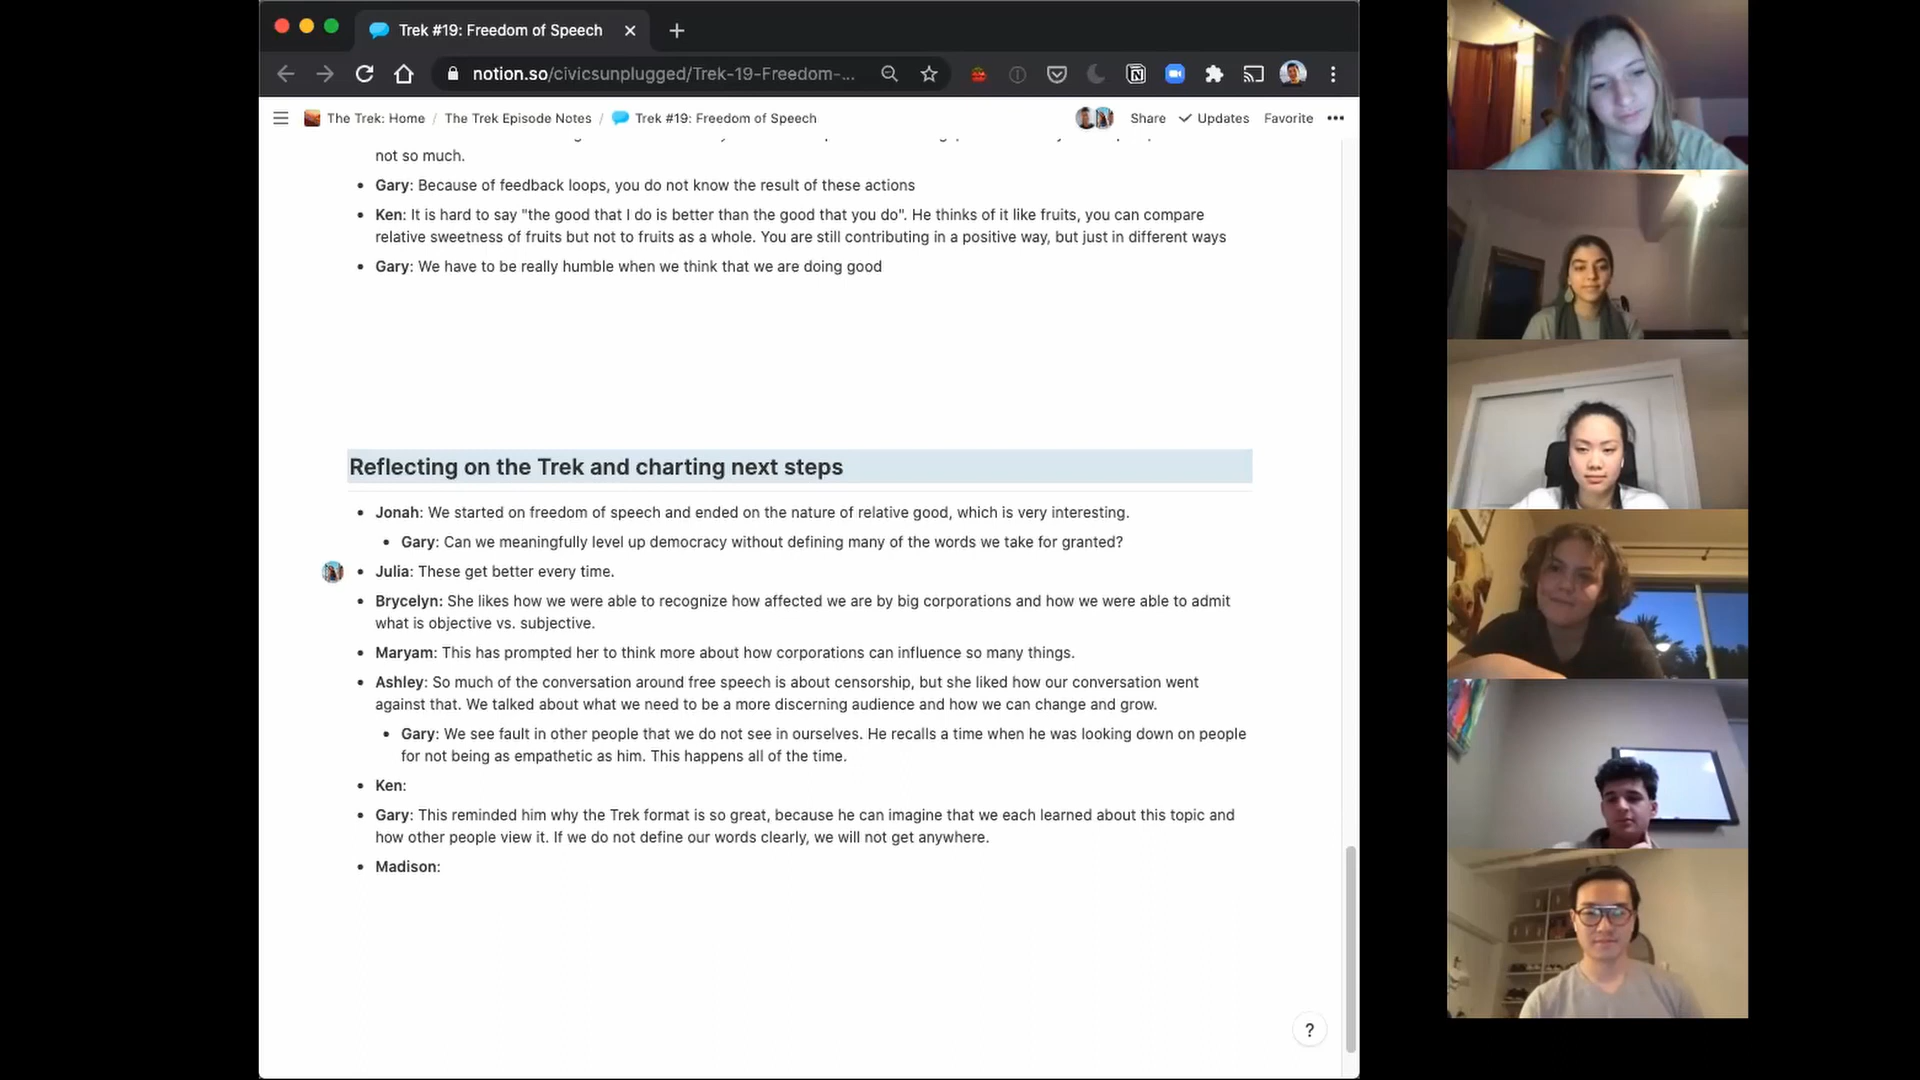 Trek #19: Freedom of Speech
notion.so/civicsunplugged/Trek-19-Freedom-...
The Trek: Home / The Trek Episode Notes / Trek #19: Freedom of Speech
Share Updates Favorite
not so much.
Gary: Because of feedback loops, you do not know the result of these actions
Ken: It is hard to say "the good that I do is better than the good that you do". He thinks of it like fruits, you can compare
relative sweetness of fruits but not to fruits as a whole. You are still contributing in a positive way, but just in different ways
Gary: We have to be really humble when we think that we are doing good
Reflecting on the Trek and charting next steps
Jonah: We started on freedom of speech and ended on the nature of relative good, which is very interesting.
Gary: Can we meaningfully level up democracy without defining many of the words we take for granted?
Julia: These get better every time.
Brycelyn: She likes how we were able to recognize how affected we are by big corporations and how we were able to admit
what is objective vs. subjective.
Maryam: This has prompted her to think more about how corporations can influence so many things.
Ashley: So much of the conversation around free speech is about censorship, but she liked how our conversation went
against that. We talked about what we need to be a more discerning audience and how we can change and grow.
Gary: We see fault in other people that we do not see in ourselves. He recalls a time when he was looking down on people
for not being as empathetic as him. This happens all of the time.
Ken:
Gary: This reminded him why the Trek format is so great, because he can imagine that we each learned about this topic and
how other people view it. If we do not define our words clearly, we will not get anywhere.
Madison:
?